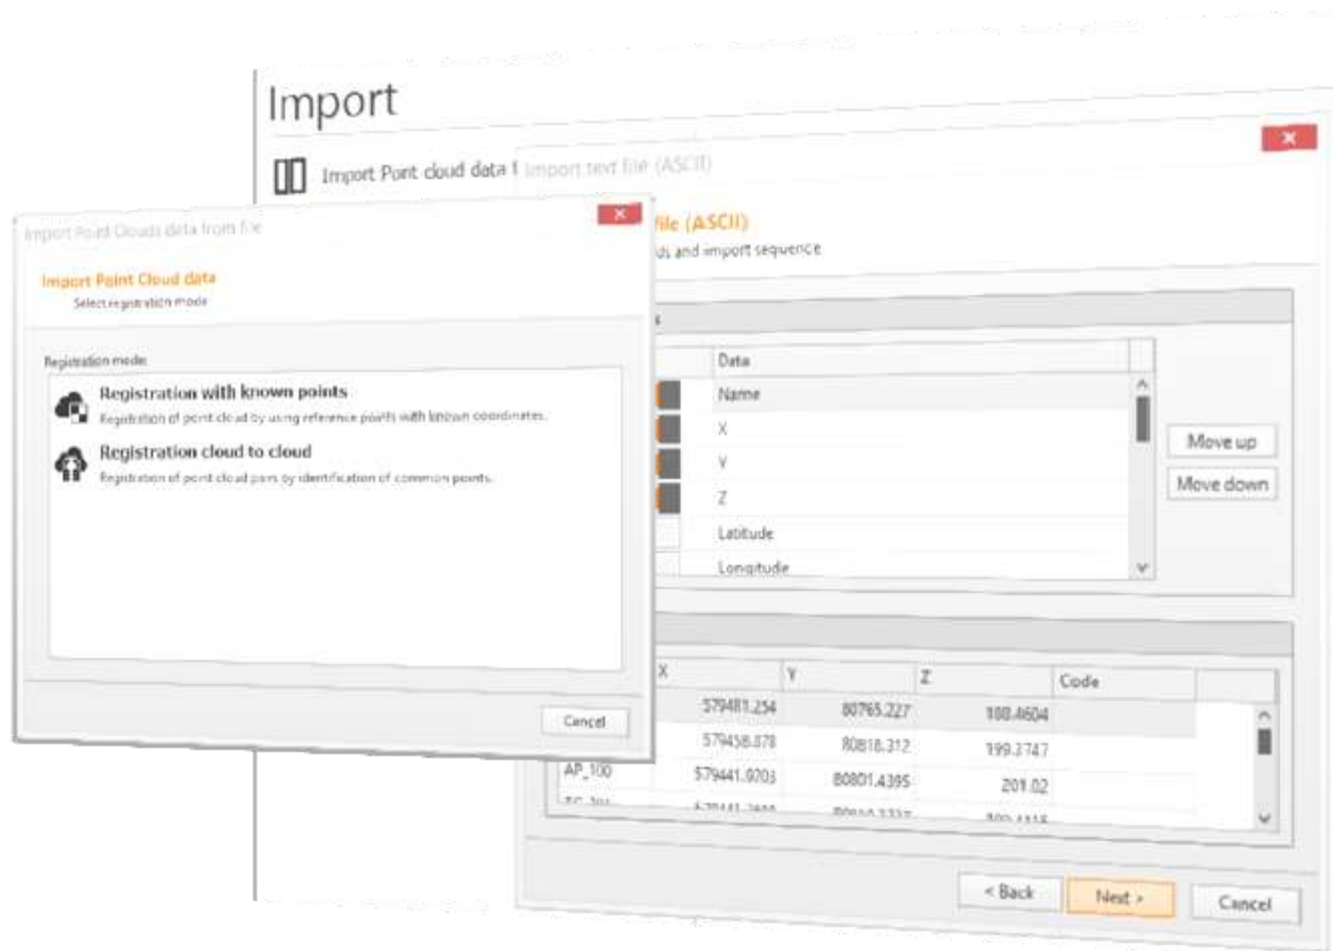 Import
Import Point cloud data f
Import text file (ASCII)
file (ASCII)
ds and import sequence
Import Point Clouds data from file
Import Point Cloud data
Select registration mode
Registration mode:
Registration with known points
Registration of point cloud by using reference points with known coordinates.
Registration cloud to cloud
Registration of point cloud pairs by identification of common points.
Cancel
s
Data
Name
X
Y
Z
Latitude
Longitude
Move up
Move down
X Y Z Code
579481.254 80765.227 188.4604
579458.878 80818.312 199.3747
AP_100 579441.9703 80801.4395 201.02
< Back Next > Cancel